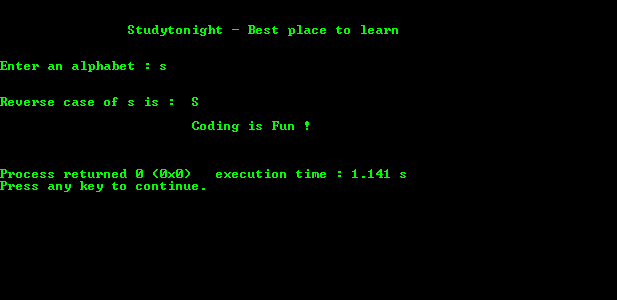 Studytonight - Best place to learn
Enter an alphabet : s
Reverse case of s is :  S
Coding is Fun !
Process returned 0 (0x0)   execution time : 1.141 s
Press any key to continue.